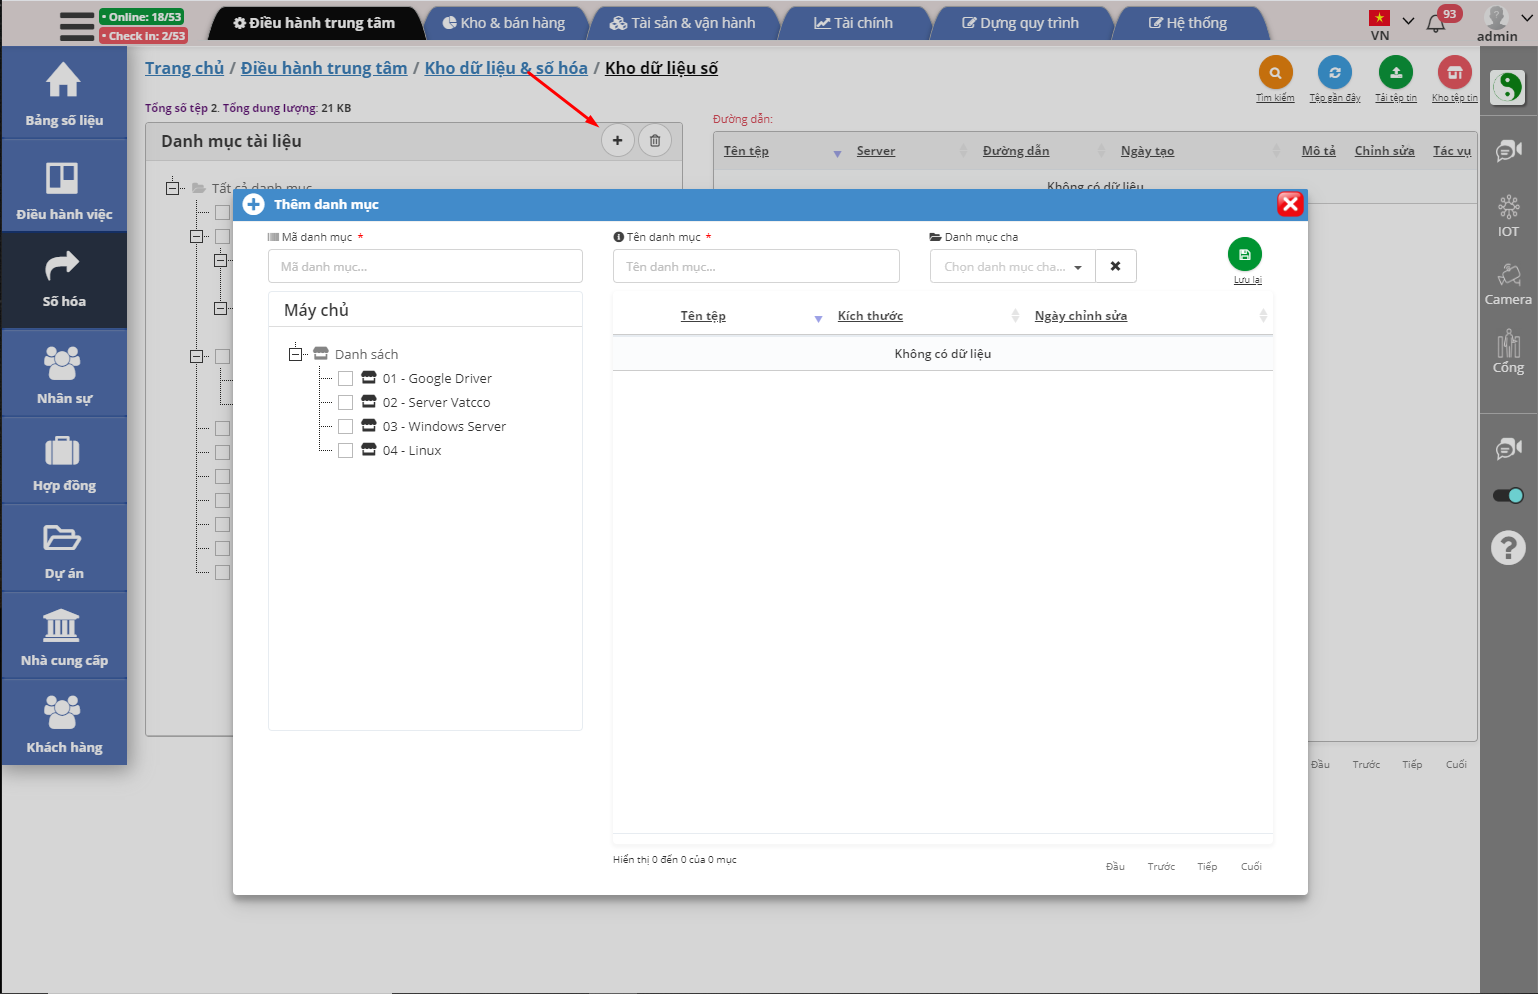 Online: 18/53
Check in: 2/53
Điều hành trung tâm
Kho & bán hàng
Tài sản & vận hành
Tài chính
Dựng quy trình
Hệ thống
VN
93
admin
Trang chủ / Điều hành trung tâm / Kho dữ liệu & số hóa / Kho dữ liệu số
Tìm kiếm
Tệp gần đây
Tải tệp tin
Kho tệp tin
Tổng số tệp 2. Tổng dung lượng: 21 KB
Đường dẫn:
Danh mục tài liệu
Tên tệp
Server
Đường dẫn
Ngày tạo
Mô tả
Chỉnh sửa
Tác vụ
Không có dữ liệu
Tất cả danh mục
Thêm danh mục
Mã danh mục *
Tên danh mục *
Danh mục cha
Mã danh mục...
Tên danh mục...
Chọn danh mục cha...
Lưu lại
Máy chủ
Danh sách
01 - Google Driver
02 - Server Vatcco
03 - Windows Server
04 - Linux
Tên tệp
Kích thước
Ngày chỉnh sửa
Không có dữ liệu
Hiển thị 0 đến 0 của 0 mục
Đầu
Trước
Tiếp
Cuối
Đầu
Trước
Tiếp
Cuối
Bảng số liệu
Điều hành việc
Số hóa
Nhân sự
Hợp đồng
Dự án
Nhà cung cấp
Khách hàng
IOT
Camera
Cổng